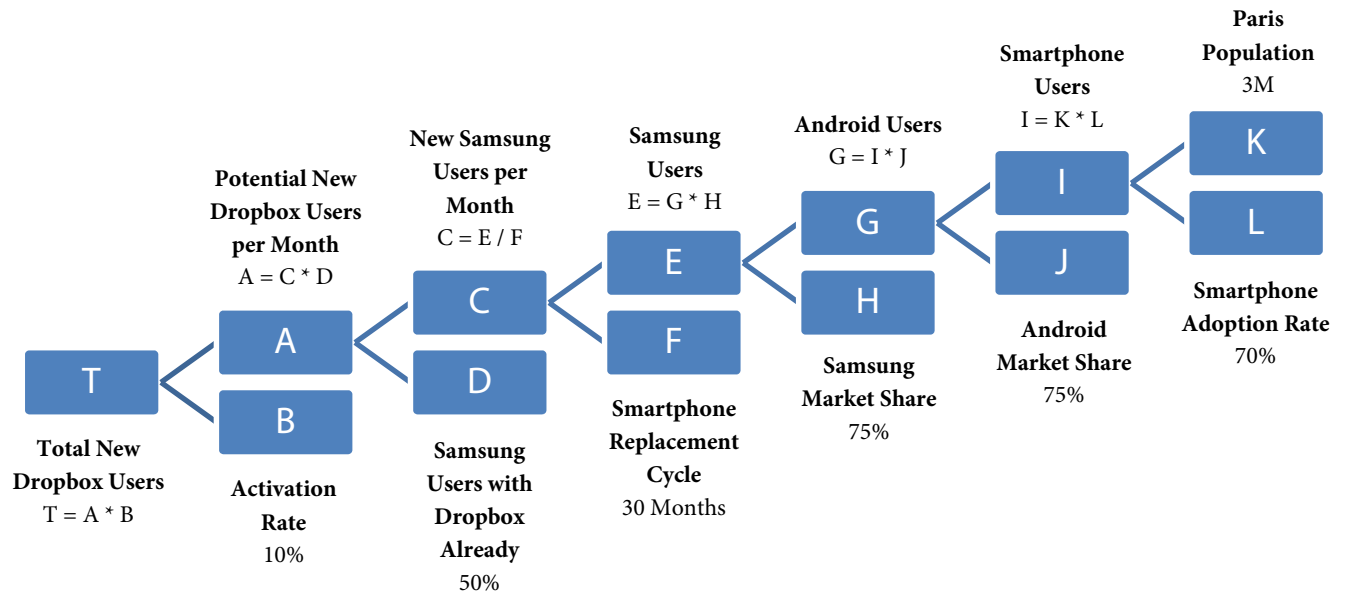 T
Total New
Dropbox Users
T = A * B
Potential New
Dropbox Users
per Month
A = C * D
A
B
Activation
Rate
10%
New Samsung
Users per
Month
C = E / F
C
D
Samsung
Users with
Dropbox
Already
50%
Samsung
Users
E = G * H
E
F
Smartphone
Replacement
Cycle
30 Months
Android Users
G = I * J
G
H
Samsung
Market Share
75%
Smartphone
Users
I = K * L
I
J
Android
Market Share
75%
Paris
Population
3M
K
L
Smartphone
Adoption Rate
70%